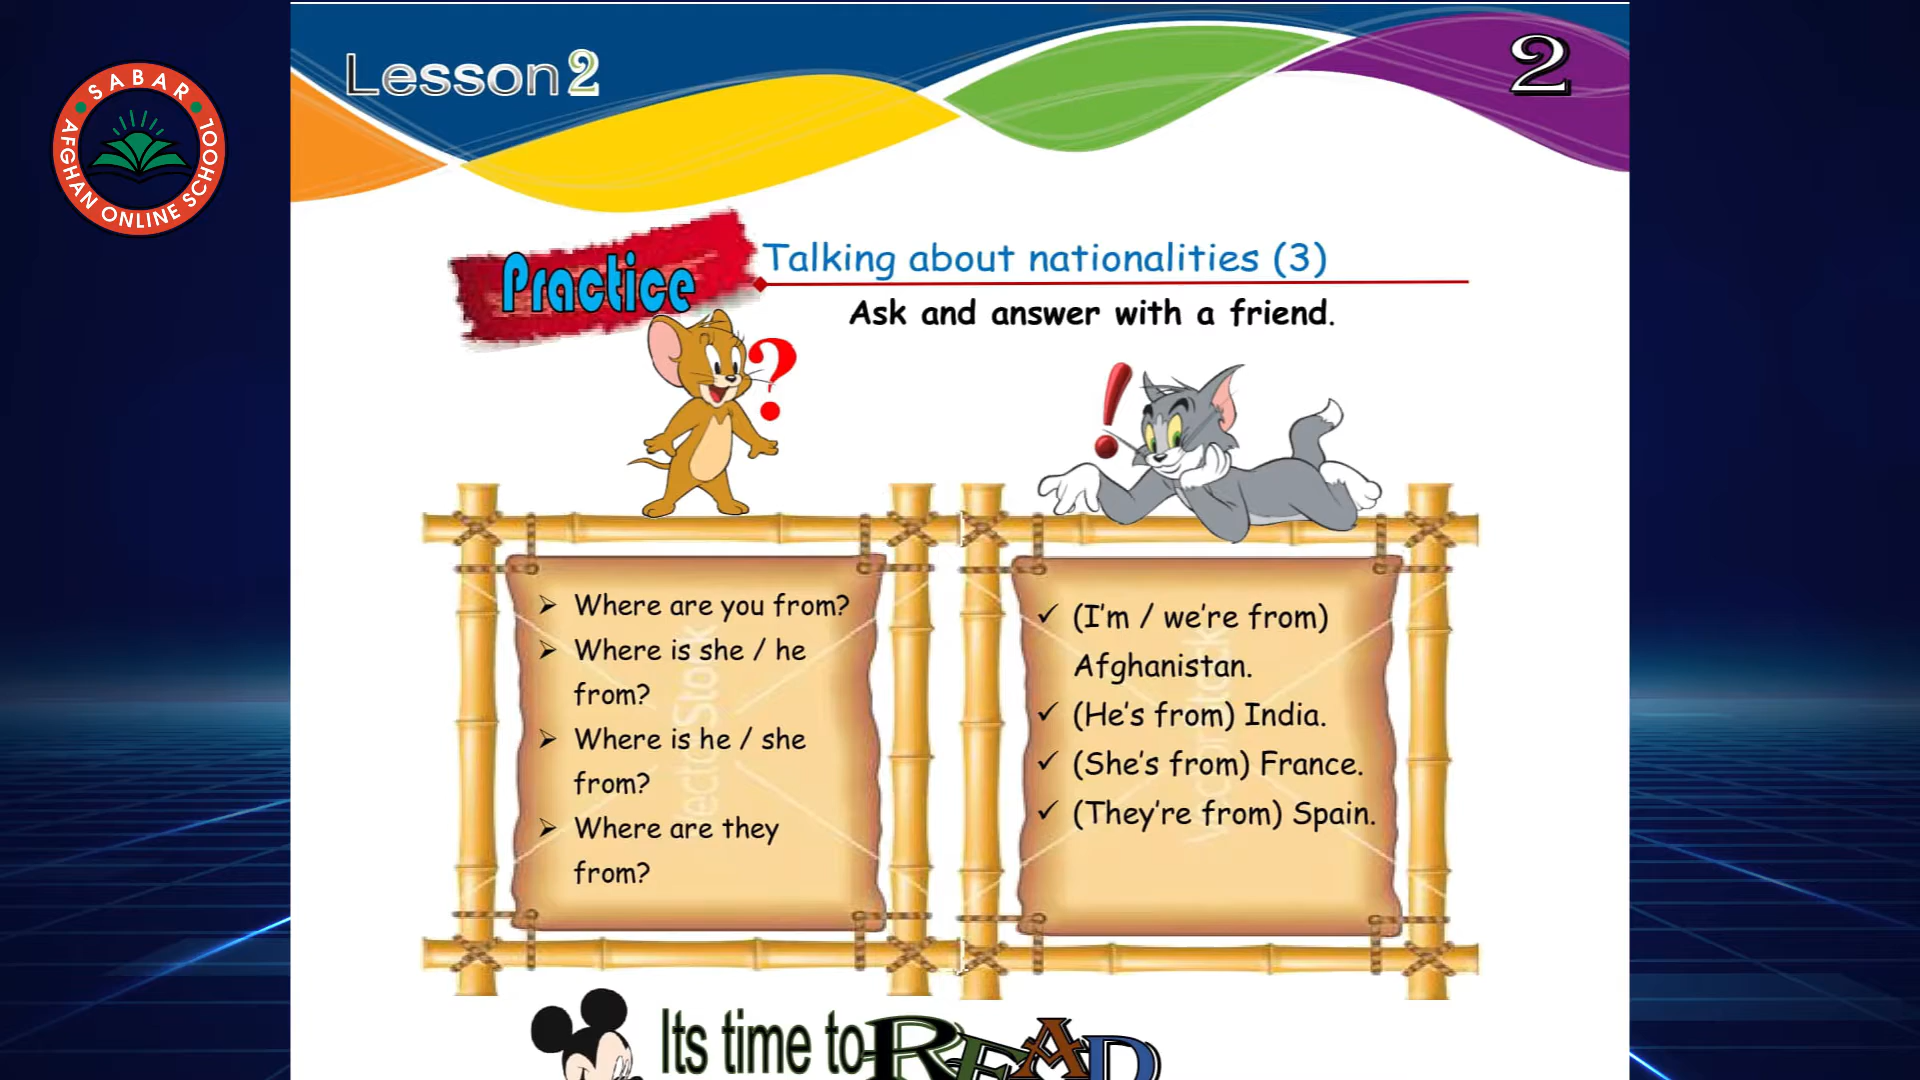 SABAR
AFGHAN ONLINE SCHOOL
Lesson 2
2
Practice
Talking about nationalities (3)
Ask and answer with a friend.
?
!
➢ Where are you from?
➢ Where is she / he
from?
➢ Where is he / she
from?
➢ Where are they
from?
✓ (I'm / we're from)
Afghanistan.
✓ (He's from) India.
✓ (She's from) France.
✓ (They're from) Spain.
VectorStock
VectorStock
Its time to READ